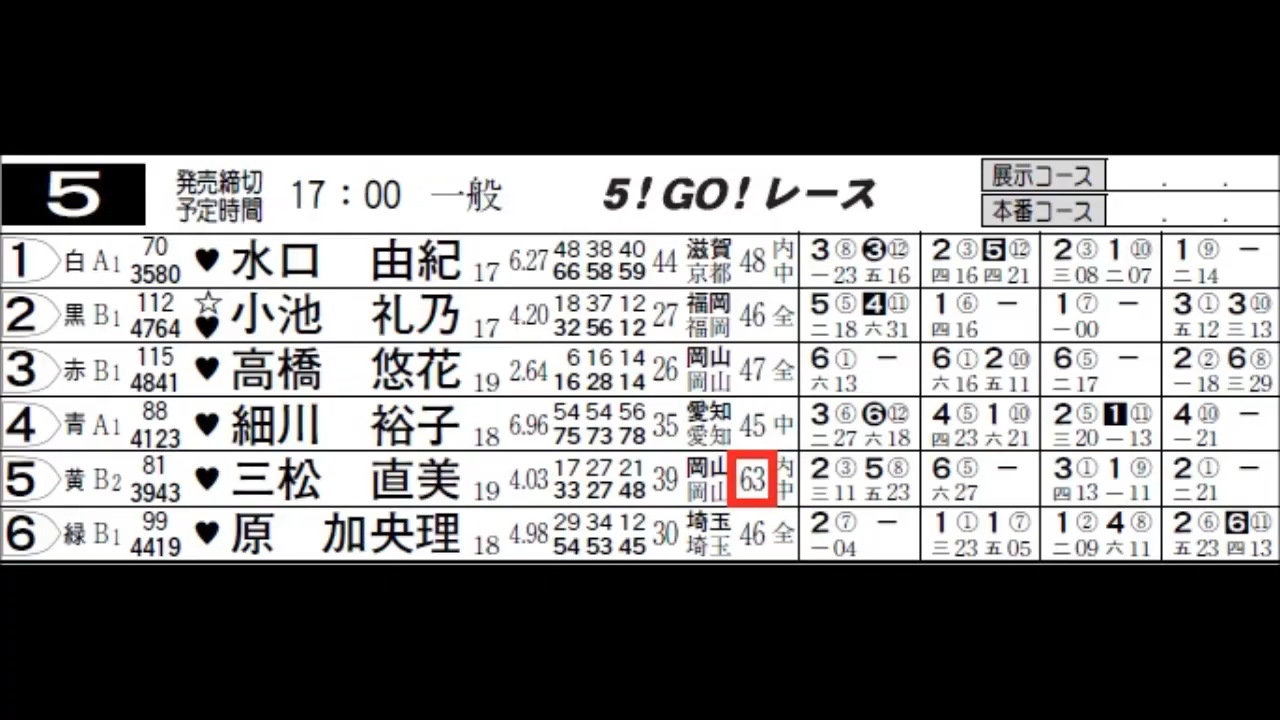 5 発売締切 17：00 一般 5！GO！レース 展示コース . .
予定時間 本番コース . .
1 白 A1 70 ♥ 水口 由紀 17 6.27 48 38 40 44 滋賀 48 内 3 ⑧ ❸ ⑫ 2 ③ 5 ⑫ 2 ③ 1 ⑩ 1 ⑨ －
3580 66 58 59 京都 中 一23 五16 四16 四21 三08 二07 二14
2 黒 B1 112 ☆ 小池 礼乃 17 4.20 18 37 12 27 福岡 46 全 5 ⑤ 4 ⑪ 1 ⑥ － 1 ⑦ － 3 ① 3 ⑩
4764 ♥ 32 56 12 福岡 二18 六31 四16 一00 五12 三13
3 赤 B1 115 ♥ 高橋 悠花 19 2.64 6 16 14 26 岡山 47 全 6 ① － 6 ① 2 ⑩ 6 ⑤ － 2 ② 6 ⑧
4841 16 28 14 岡山 六13 六16 五11 二17 一18 三29
4 青 A1 88 ♥ 細川 裕子 18 6.96 54 54 56 35 愛知 45 中 3 ⑥ ❻ ⑫ 4 ⑤ 1 ⑩ 2 ⑤ 1 ⑪ 4 ⑩ －
4123 75 73 78 愛知 二27 六18 四23 六21 三20 一13 一21
5 黄 B2 81 ♥ 三松 直美 19 4.03 17 27 21 39 岡山 63 内 2 ③ 5 ⑧ 6 ⑤ － 3 ① 1 ⑨ 2 ① －
3943 33 27 48 岡山 中 三11 五23 六27 四13 一11 二21
6 緑 B1 99 ♥ 原 加央理 18 4.98 29 34 12 30 埼玉 46 全 2 ⑦ － 1 ① 1 ⑦ 1 ② 4 ⑧ 2 ⑥ 6 ⑪
4419 54 53 45 埼玉 一04 三23 五05 二09 六11 五23 四13